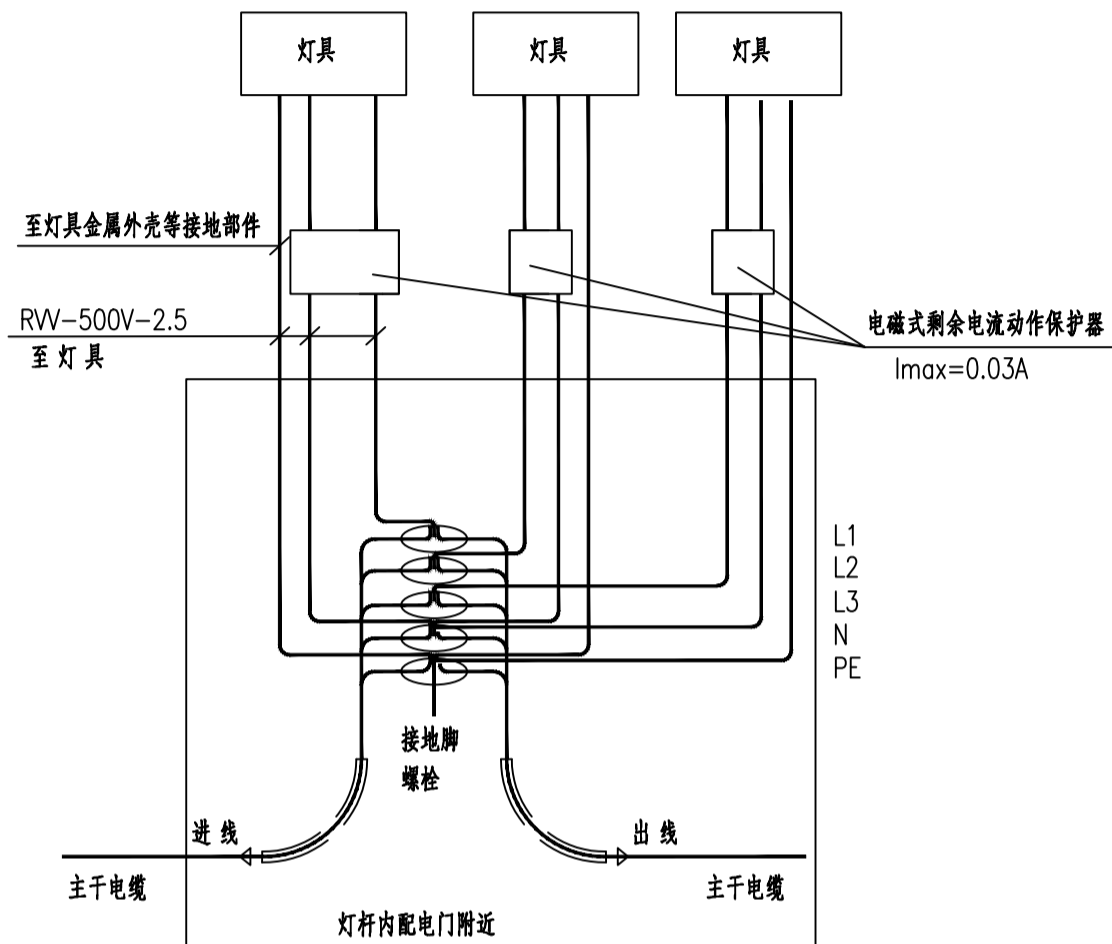 灯具
灯具
灯具
至灯具金属外壳等接地部件
RVV-500V-2.5
至灯具
电磁式剩余电流动作保护器
Imax=0.03A
L1
L2
L3
N
PE
接地脚
螺栓
进线
出线
主干电缆
主干电缆
灯杆内配电门附近